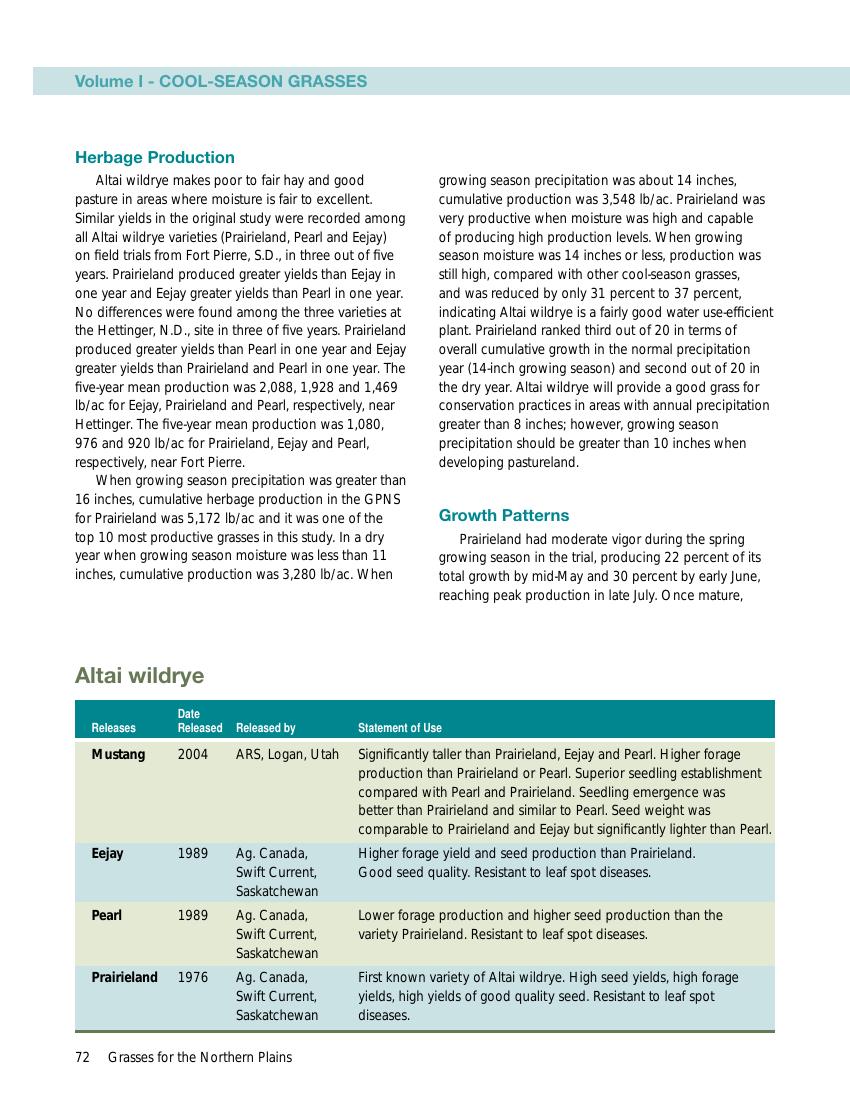 Volume I - COOL-SEASON GRASSES
Herbage Production
Altai wildrye makes poor to fair hay and good
pasture in areas where moisture is fair to excellent.
Similar yields in the original study were recorded among
all Altai wildrye varieties (Prairieland, Pearl and Eejay)
on field trials from Fort Pierre, S.D., in three out of five
years. Prairieland produced greater yields than Eejay in
one year and Eejay greater yields than Pearl in one year.
No differences were found among the three varieties at
the Hettinger, N.D., site in three of five years. Prairieland
produced greater yields than Pearl in one year and Eejay
greater yields than Prairieland and Pearl in one year. The
five-year mean production was 2,088, 1,928 and 1,469
lb/ac for Eejay, Prairieland and Pearl, respectively, near
Hettinger. The five-year mean production was 1,080,
976 and 920 lb/ac for Prairieland, Eejay and Pearl,
respectively, near Fort Pierre.
When growing season precipitation was greater than
16 inches, cumulative herbage production in the GPNS
for Prairieland was 5,172 lb/ac and it was one of the
top 10 most productive grasses in this study. In a dry
year when growing season moisture was less than 11
inches, cumulative production was 3,280 lb/ac. When
growing season precipitation was about 14 inches,
cumulative production was 3,548 lb/ac. Prairieland was
very productive when moisture was high and capable
of producing high production levels. When growing
season moisture was 14 inches or less, production was
still high, compared with other cool-season grasses,
and was reduced by only 31 percent to 37 percent,
indicating Altai wildrye is a fairly good water use-efficient
plant. Prairieland ranked third out of 20 in terms of
overall cumulative growth in the normal precipitation
year (14-inch growing season) and second out of 20 in
the dry year. Altai wildrye will provide a good grass for
conservation practices in areas with annual precipitation
greater than 8 inches; however, growing season
precipitation should be greater than 10 inches when
developing pastureland.
Growth Patterns
Prairieland had moderate vigor during the spring
growing season in the trial, producing 22 percent of its
total growth by mid-May and 30 percent by early June,
reaching peak production in late July. Once mature,
Altai wildrye
Releases Date Released Released by Statement of Use
Mustang 2004 ARS, Logan, Utah Significantly taller than Prairieland, Eejay and Pearl. Higher forage
production than Prairieland or Pearl. Superior seedling establishment
compared with Pearl and Prairieland. Seedling emergence was
better than Prairieland and similar to Pearl. Seed weight was
comparable to Prairieland and Eejay but significantly lighter than Pearl.
Eejay 1989 Ag. Canada, Higher forage yield and seed production than Prairieland.
Swift Current, Good seed quality. Resistant to leaf spot diseases.
Saskatchewan
Pearl 1989 Ag. Canada, Lower forage production and higher seed production than the
Swift Current, variety Prairieland. Resistant to leaf spot diseases.
Saskatchewan
Prairieland 1976 Ag. Canada, First known variety of Altai wildrye. High seed yields, high forage
Swift Current, yields, high yields of good quality seed. Resistant to leaf spot
Saskatchewan diseases.
72 Grasses for the Northern Plains